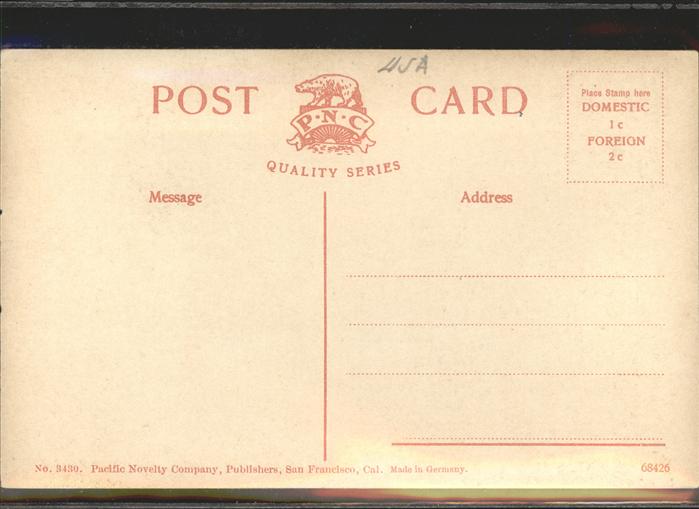 USA
POST CARD
P·N·C
QUALITY SERIES
Place Stamp here
DOMESTIC
1c
FOREIGN
2c
Message
Address
No. 3430. Pacific Novelty Company, Publishers, San Francisco, Cal. Made in Germany.
68426